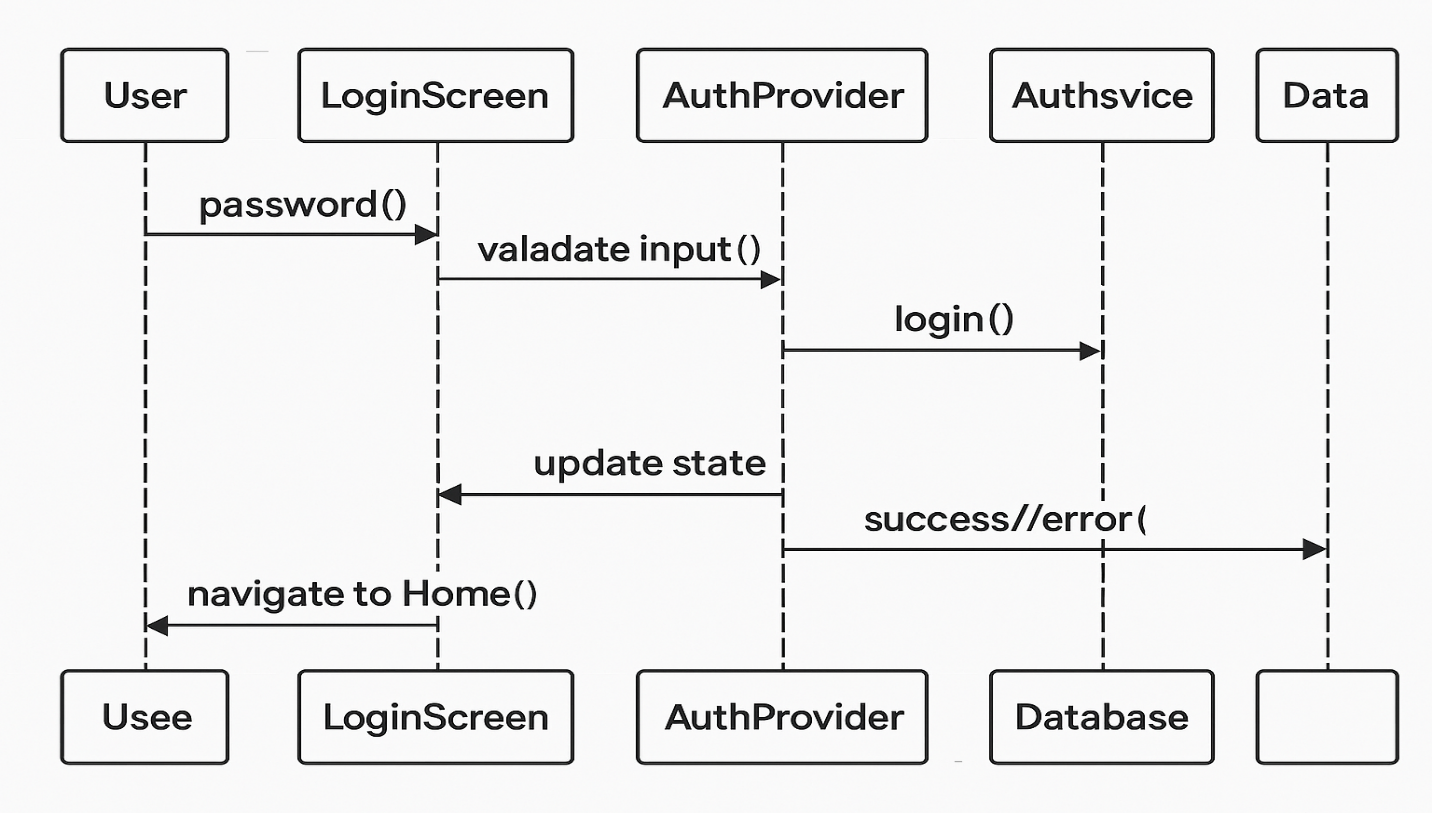 User
LoginScreen
AuthProvider
Authsvice
Data
password()
valadate input()
login()
update state
success//error(
navigate to Home()
Usee
LoginScreen
AuthProvider
Database